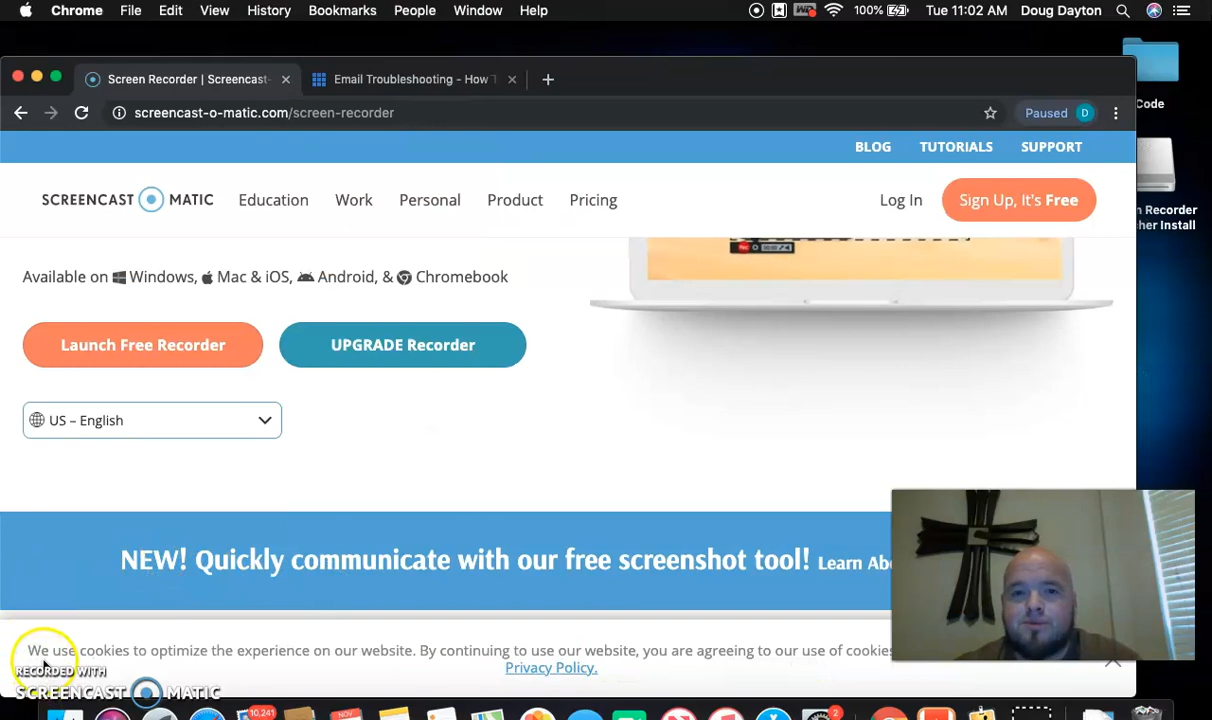 Chrome File Edit View History Bookmarks People Window Help 100% Tue 11:02 AM Doug Dayton
Screen Recorder | Screencast- Email Troubleshooting - How T
screencast-o-matic.com/screen-recorder Paused D
Code
BLOG TUTORIALS SUPPORT
SCREENCAST MATIC Education Work Personal Product Pricing Log In Sign Up, It's Free
Recorder
Install
Available on Windows, Mac & iOS, Android, & Chromebook
Launch Free Recorder UPGRADE Recorder
US – English
NEW! Quickly communicate with our free screenshot tool! Learn
We use cookies to optimize the experience on our website. By continuing to use our website, you are agreeing to our use of cookies
Privacy Policy.
RECORDED WITH
SCREENCAST MATIC
10,241
NOV
2